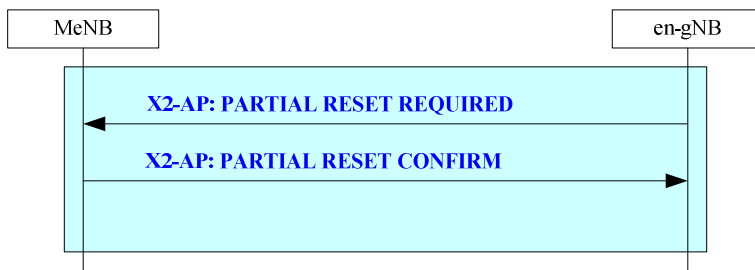 MeNB
en-gNB
X2-AP: PARTIAL RESET REQUIRED
X2-AP: PARTIAL RESET CONFIRM